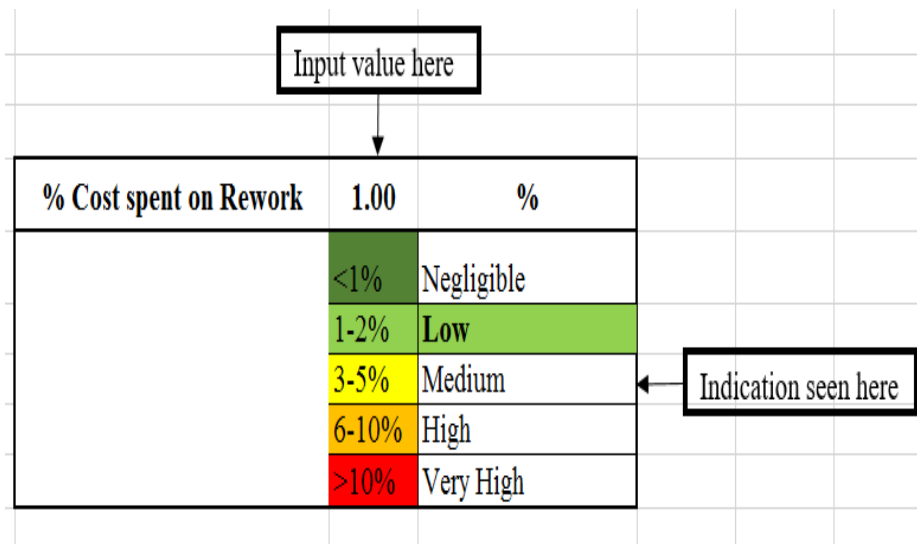 Input value here
% Cost spent on Rework 1.00 %
<1% Negligible
1-2% Low
3-5% Medium
Indication seen here
6-10% High
>10% Very High